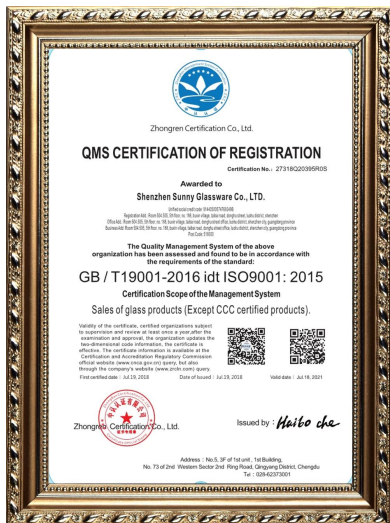 Zhongren Certification Co., Ltd.
QMS CERTIFICATION OF REGISTRATION
Certification No.: 27318Q20395R0S
Awarded to
Shenzhen Sunny Glassware Co., LTD.
The Quality Management System of the above
organization has been assessed and found to be in accordance with
the requirements of the standard:
GB / T19001-2016 idt ISO9001: 2015
Certification Scope of the Management System
Sales of glass products (Except CCC certified products).
Validity of the certificate, certified organizations subject
to supervision and review at least once a year, after the
examination and approval, the organization updates the
two-dimensional code information, the certificate is
effective. The certificate information is available at the
Certification and Accreditation Regulatory Commission
official website (www.cnca.gov.cn) query, but also
through the company's website (www.zrcbr.com) query.
First certified date : Jul.19, 2018
Date of Issued : Jul.19, 2018
Valid date : Jul.18, 2021
Zhongren Certification Co., Ltd.
Issued by : Haibo che
Address : No.5, 3F of 1st unit , 1st Building,
No. 73 of 2nd Western Sector 2nd Ring Road, Qingyang District, Chengdu
Tel : 028-62373001